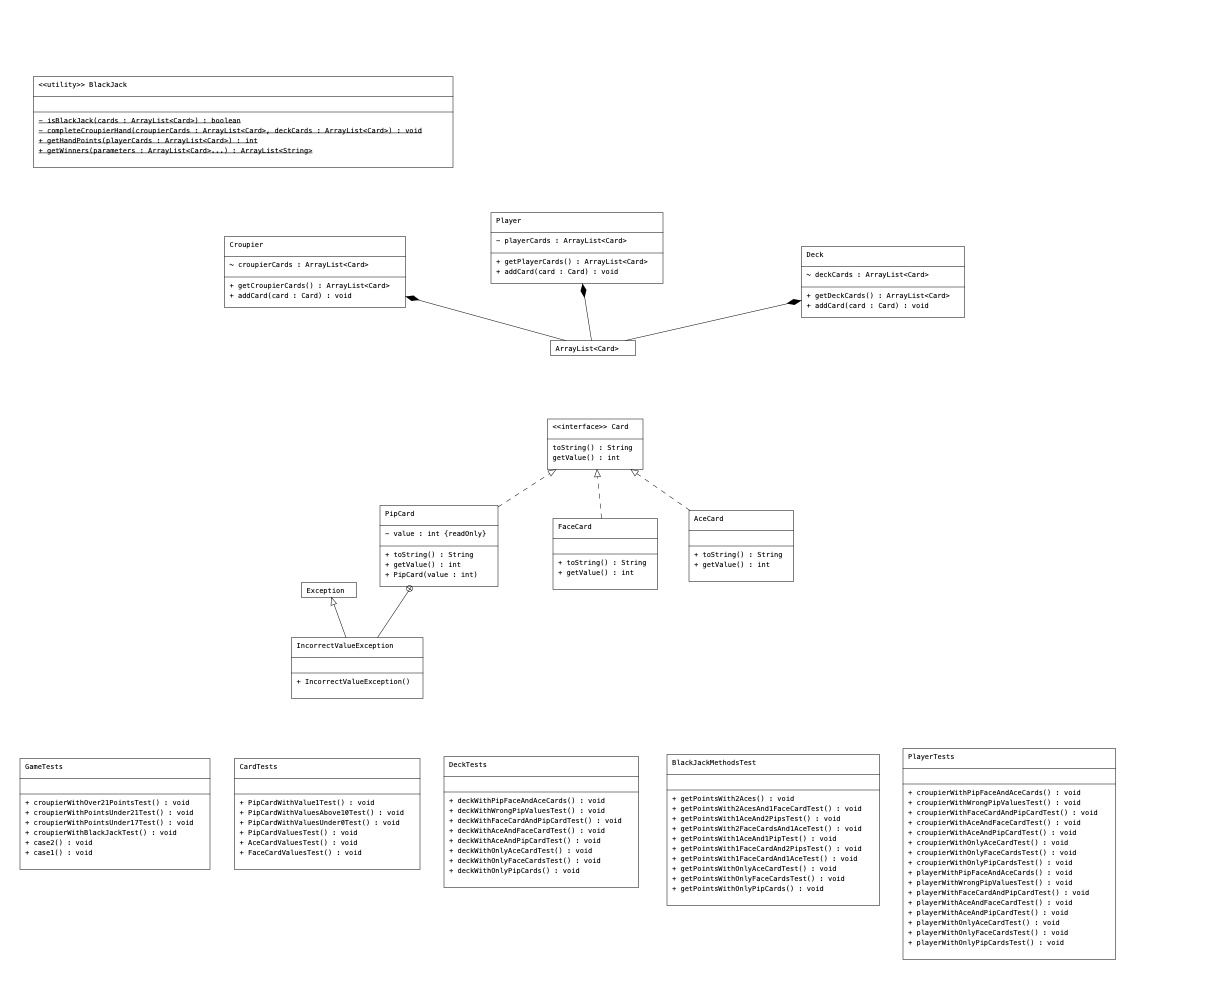 <<utility>> BlackJack
− isBlackJack(cards : ArrayList<Card>) : boolean
− completeCroupierHand(croupierCards : ArrayList<Card>, deckCards : ArrayList<Card>) : void
+ getHandPoints(playerCards : ArrayList<Card>) : int
+ getWinners(parameters : ArrayList<Card>...) : ArrayList<String>
Croupier
~ croupierCards : ArrayList<Card>
+ getCroupierCards() : ArrayList<Card>
+ addCard(card : Card) : void
Player
− playerCards : ArrayList<Card>
+ getPlayerCards() : ArrayList<Card>
+ addCard(card : Card) : void
Deck
~ deckCards : ArrayList<Card>
+ getDeckCards() : ArrayList<Card>
+ addCard(card : Card) : void
ArrayList<Card>
<<interface>> Card
toString() : String
getValue() : int
PipCard
− value : int {readOnly}
+ toString() : String
+ getValue() : int
+ PipCard(value : int)
FaceCard
+ toString() : String
+ getValue() : int
AceCard
+ toString() : String
+ getValue() : int
Exception
IncorrectValueException
+ IncorrectValueException()
GameTests
+ croupierWithOver21PointsTest() : void
+ croupierWithPointsUnder21Test() : void
+ croupierWithPointsUnder17Test() : void
+ croupierWithBlackJackTest() : void
+ case2() : void
+ case1() : void
CardTests
+ PipCardWithValue1Test() : void
+ PipCardWithValuesAbove10Test() : void
+ PipCardWithValuesUnder0Test() : void
+ PipCardValuesTest() : void
+ AceCardValuesTest() : void
+ FaceCardValuesTest() : void
DeckTests
+ deckWithPipFaceAndAceCards() : void
+ deckWithWrongPipValuesTest() : void
+ deckWithFaceCardAndPipCardTest() : void
+ deckWithAceAndFaceCardTest() : void
+ deckWithAceAndPipCardTest() : void
+ deckWithOnlyAceCardTest() : void
+ deckWithOnlyFaceCardsTest() : void
+ deckWithOnlyPipCards() : void
BlackJackMethodsTest
+ getPointsWith2Aces() : void
+ getPointsWith2AcesAnd1FaceCardTest() : void
+ getPointsWith1AceAnd2PipsTest() : void
+ getPointsWith2FaceCardsAnd1AceTest() : void
+ getPointsWith1AceAnd1PipTest() : void
+ getPointsWith1FaceCardAnd2PipsTest() : void
+ getPointsWith1FaceCardAnd1AceTest() : void
+ getPointsWithOnlyAceCardTest() : void
+ getPointsWithOnlyFaceCardsTest() : void
+ getPointsWithOnlyPipCards() : void
PlayerTests
+ croupierWithPipFaceAndAceCards() : void
+ croupierWithWrongPipValuesTest() : void
+ croupierWithFaceCardAndPipCardTest() : void
+ croupierWithAceAndFaceCardTest() : void
+ croupierWithAceAndPipCardTest() : void
+ croupierWithOnlyAceCardTest() : void
+ croupierWithOnlyFaceCardsTest() : void
+ croupierWithOnlyPipCardsTest() : void
+ playerWithPipFaceAndAceCards() : void
+ playerWithWrongPipValuesTest() : void
+ playerWithFaceCardAndPipCardTest() : void
+ playerWithAceAndFaceCardTest() : void
+ playerWithAceAndPipCardTest() : void
+ playerWithOnlyAceCardTest() : void
+ playerWithOnlyFaceCardsTest() : void
+ playerWithOnlyPipCardsTest() : void